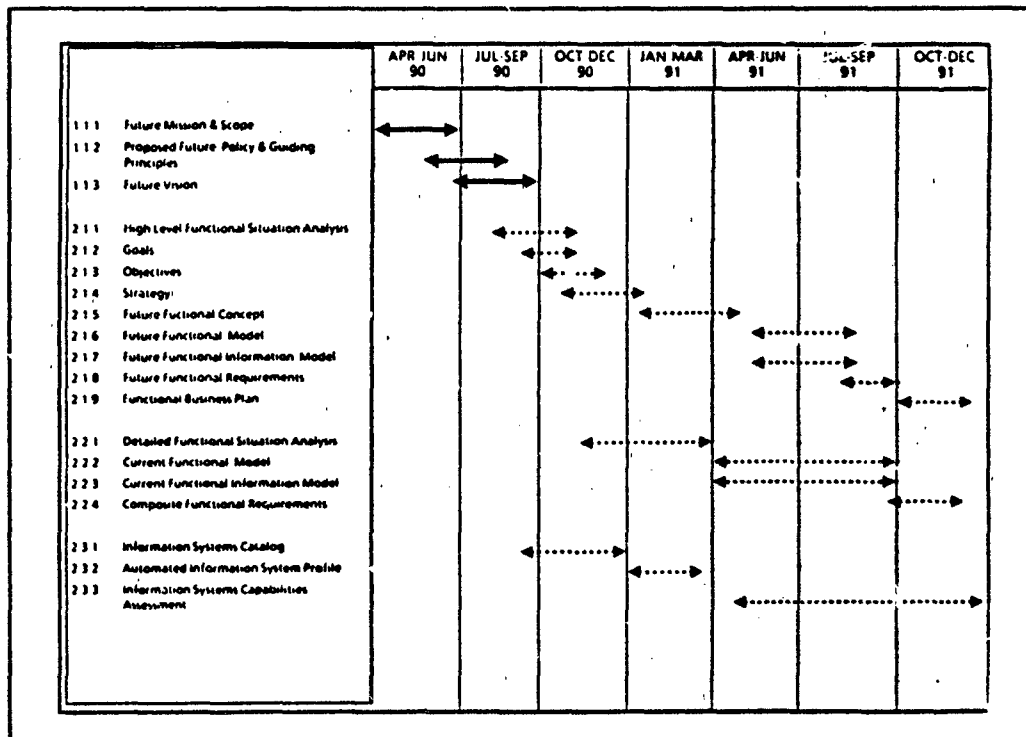 APR JUN 90
JUL-SEP 90
OCT DEC 90
JAN MAR 91
APR-JUN 91
JUL-SEP 91
OCT-DEC 91
1 1 1 Future Mission & Scope
1 1 2 Proposed Future Policy & Guiding
Principles
1 1 3 Future Vision
2 1 1 High Level Functional Situation Analysis
2 1 2 Goals
2 1 3 Objectives
2 1 4 Strategy
2 1 5 Future Fuctional Concept
2 1 6 Future Functional Model
2 1 7 Future Functional Information Model
2 1 8 Future Functional Requirements
2 1 9 Functional Business Plan
2 2 1 Detailed Functional Situation Analysis
2 2 2 Current Functional Model
2 2 3 Current Functional Information Model
2 2 4 Composite Functional Requirements
2 3 1 Information Systems Catalog
2 3 2 Automated Information System Profile
2 3 3 Information Systems Capabilities
Assessment